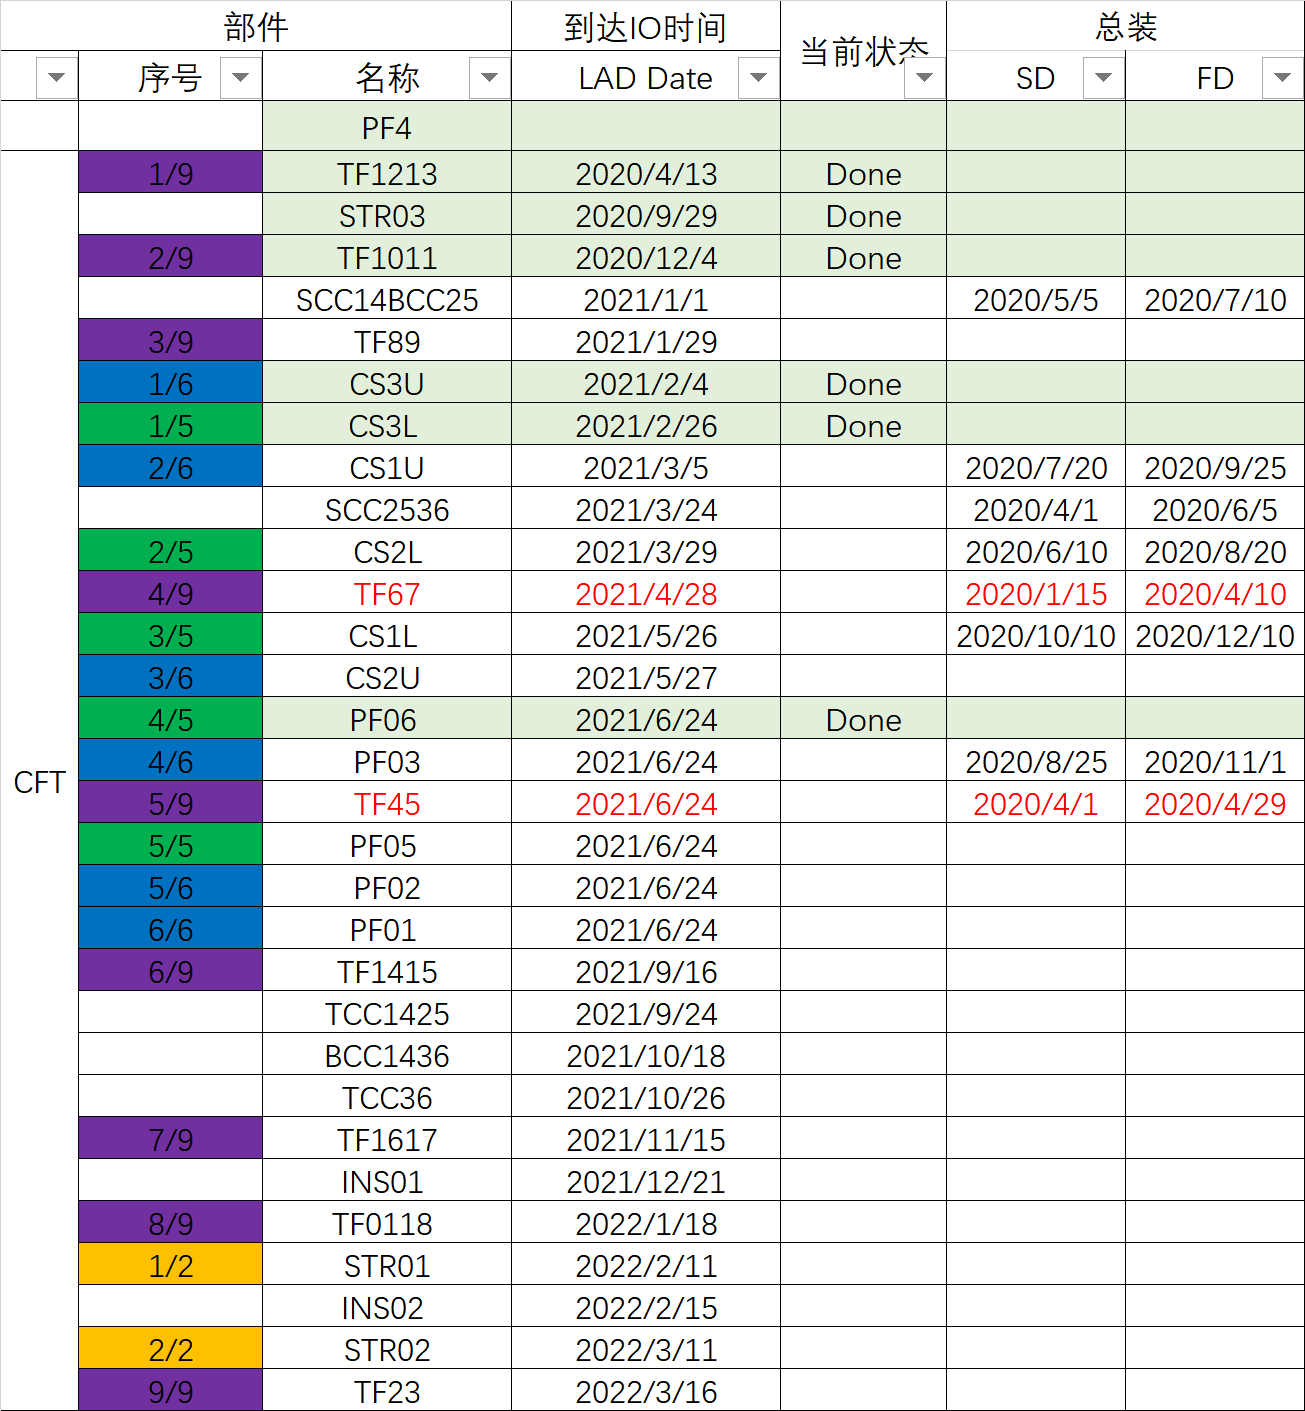 部件 到达IO时间 当前状态 总装
序号 名称 LAD Date SD FD
PF4
1/9 TF1213 2020/4/13 Done
STR03 2020/9/29 Done
2/9 TF1011 2020/12/4 Done
SCC14BCC25 2021/1/1 2020/5/5 2020/7/10
3/9 TF89 2021/1/29
1/6 CS3U 2021/2/4 Done
1/5 CS3L 2021/2/26 Done
2/6 CS1U 2021/3/5 2020/7/20 2020/9/25
SCC2536 2021/3/24 2020/4/1 2020/6/5
2/5 CS2L 2021/3/29 2020/6/10 2020/8/20
4/9 TF67 2021/4/28 2020/1/15 2020/4/10
3/5 CS1L 2021/5/26 2020/10/10 2020/12/10
3/6 CS2U 2021/5/27
4/5 PF06 2021/6/24 Done
4/6 PF03 2021/6/24 2020/8/25 2020/11/1
CFT
5/9 TF45 2021/6/24 2020/4/1 2020/4/29
5/5 PF05 2021/6/24
5/6 PF02 2021/6/24
6/6 PF01 2021/6/24
6/9 TF1415 2021/9/16
TCC1425 2021/9/24
BCC1436 2021/10/18
TCC36 2021/10/26
7/9 TF1617 2021/11/15
INS01 2021/12/21
8/9 TF0118 2022/1/18
1/2 STR01 2022/2/11
INS02 2022/2/15
2/2 STR02 2022/3/11
9/9 TF23 2022/3/16